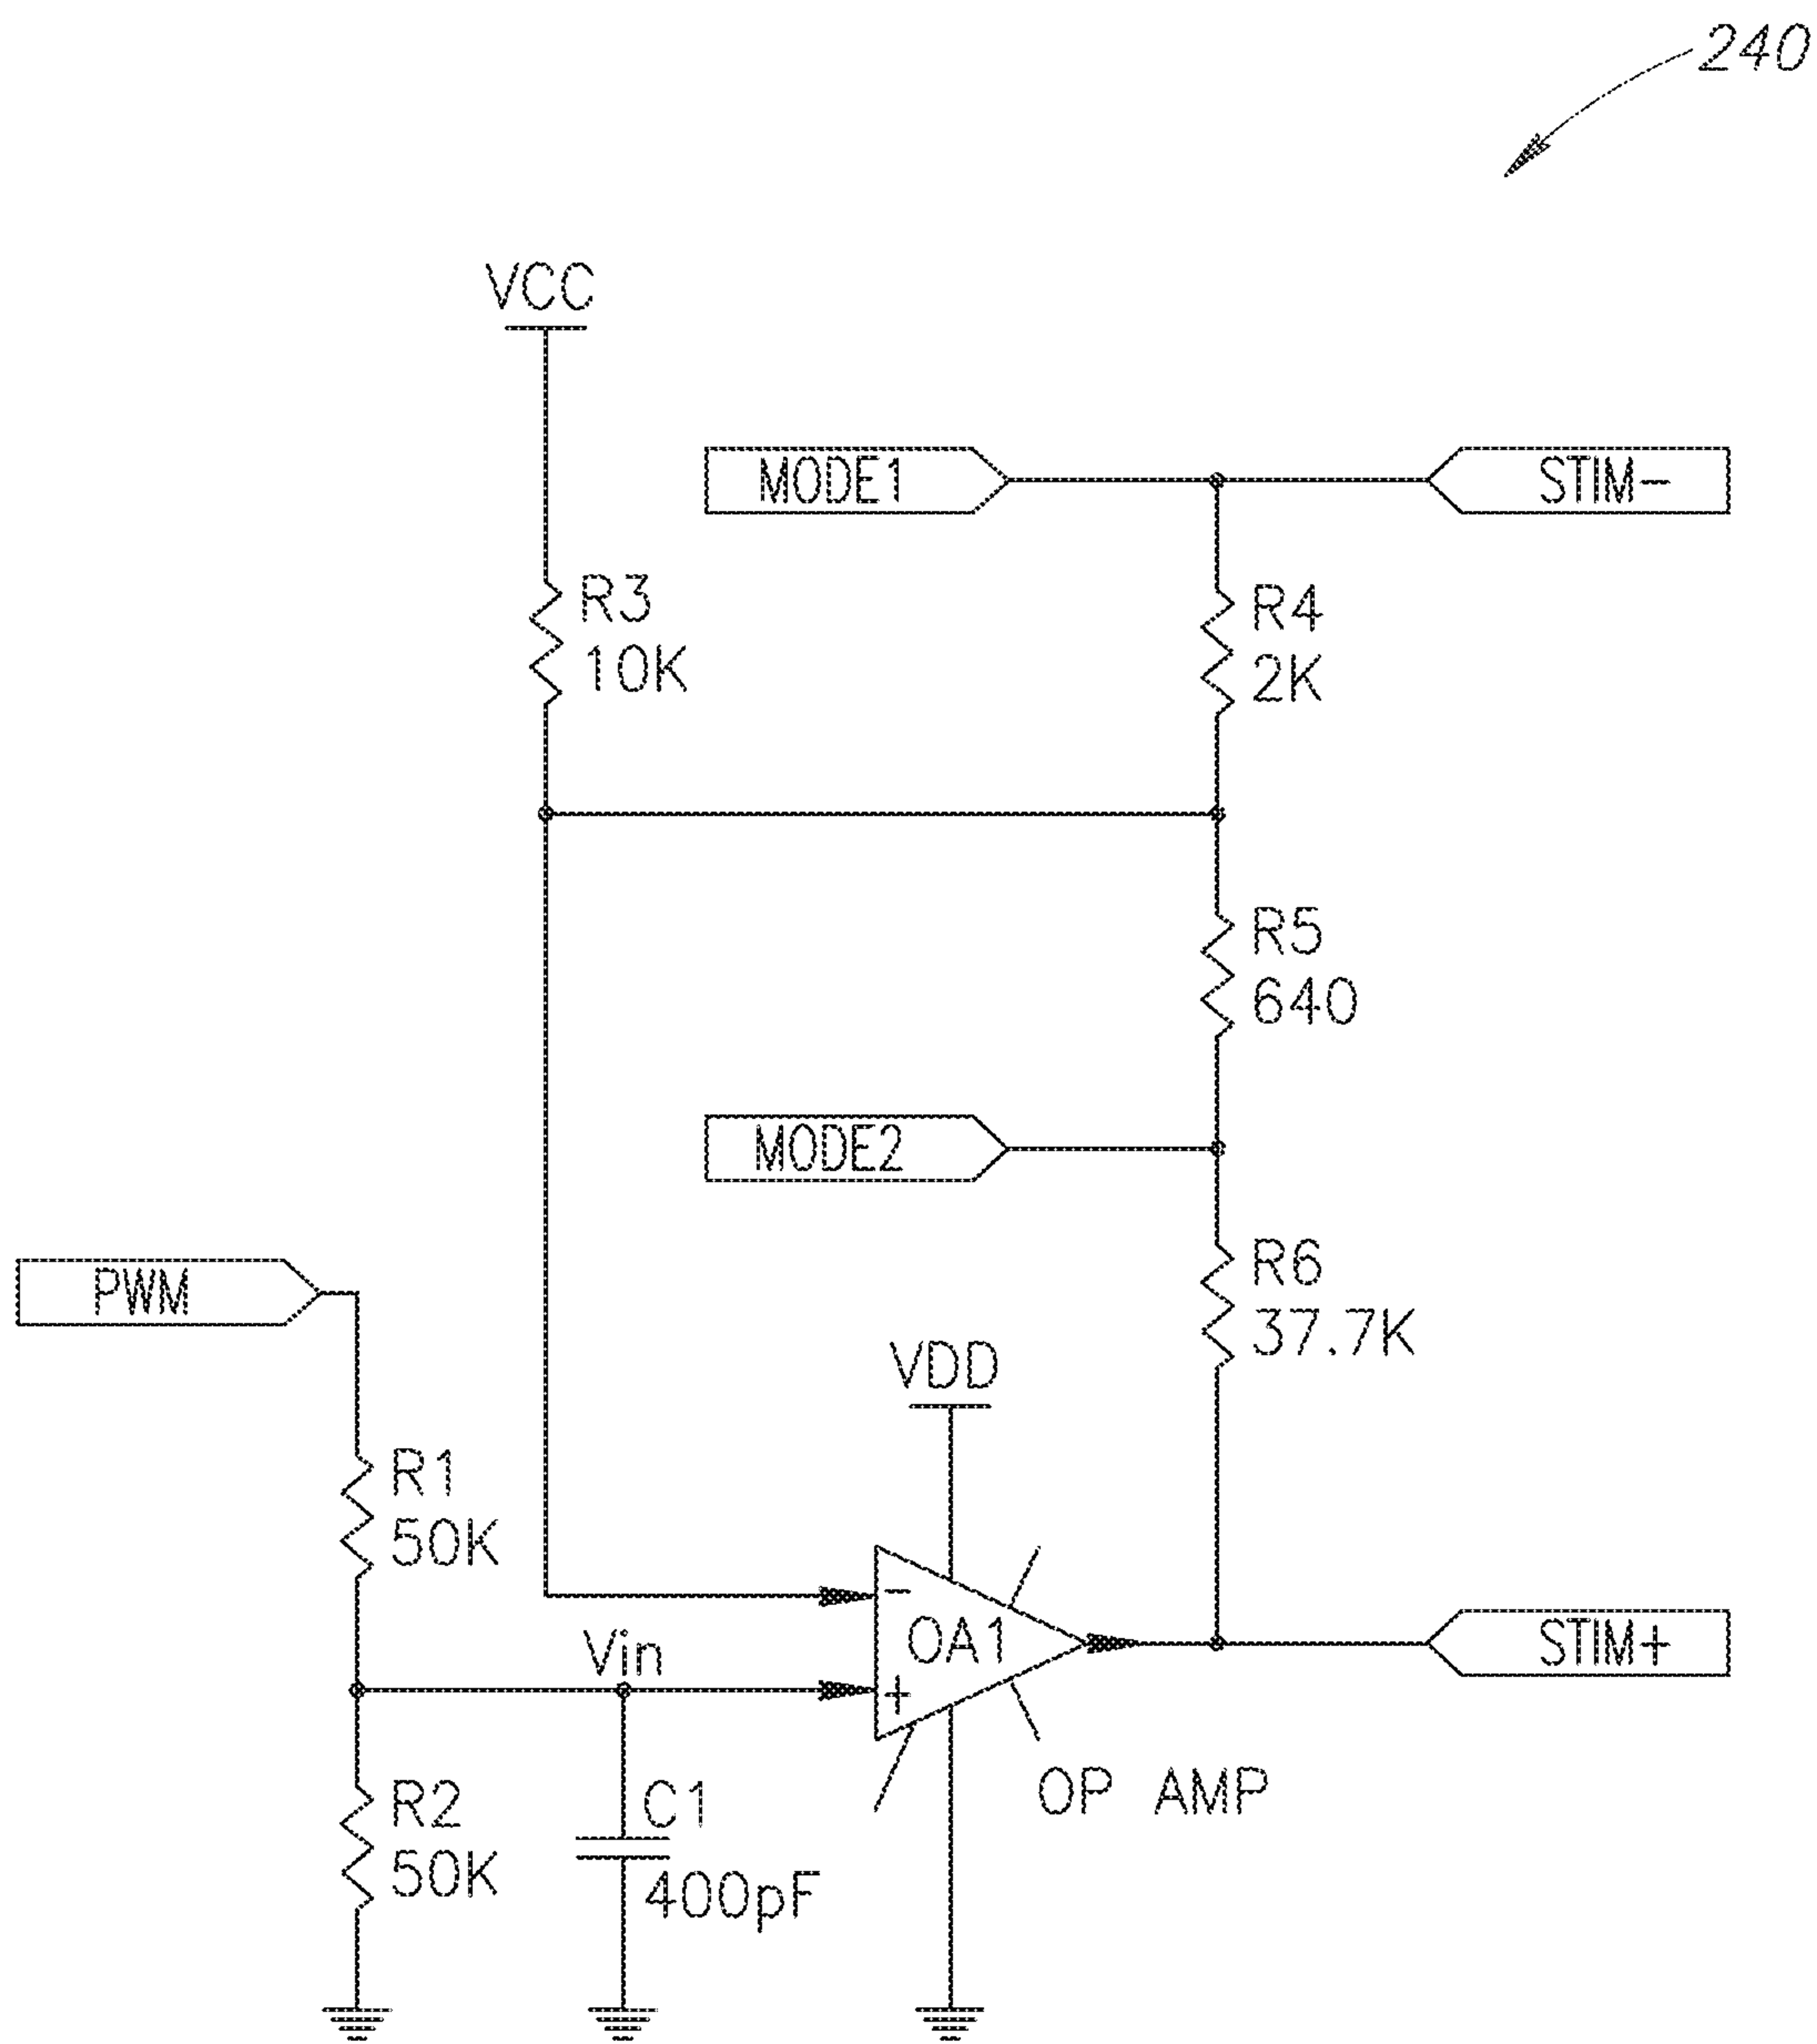 240
VCC
MODE1
STIM-
R3
10K
R4
2K
R5
640
MODE2
PWM
R6
37.7K
VDD
R1
50K
-
OA1
STIM+
Vin
+
OP AMP
R2
50K
C1
400pF